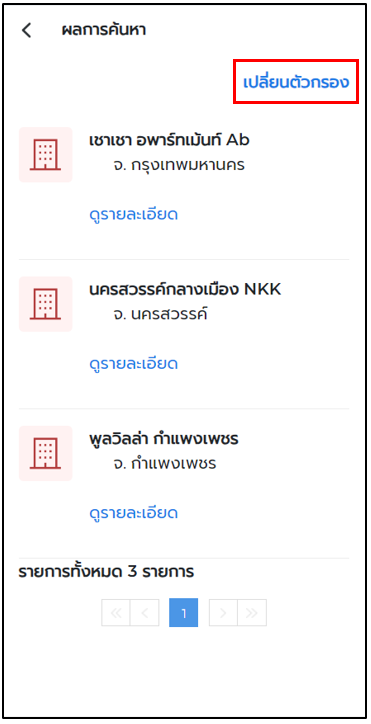 ผลการค้นหา
เปลี่ยนตัวกรอง
เชาเชา อพาร์ทเม้นท์ Ab
จ. กรุงเทพมหานคร
ดูรายละเอียด
นครสวรรค์กลางเมือง NKK
จ. นครสวรรค์
ดูรายละเอียด
พูลวิลล่า กำแพงเพชร
จ. กำแพงเพชร
ดูรายละเอียด
รายการทั้งหมด 3 รายการ
1